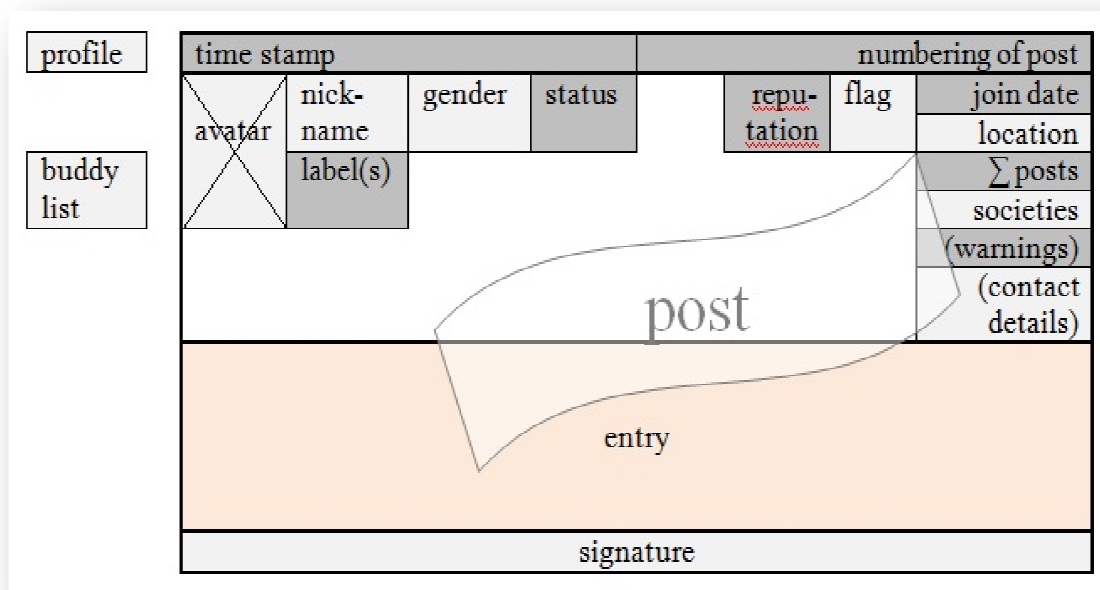 profile
time stamp
numbering of post
nick-
name
gender
status
repu-
tation
flag
join date
avatar
location
buddy
list
label(s)
∑ posts
societies
(warnings)
(contact
details)
post
entry
signature